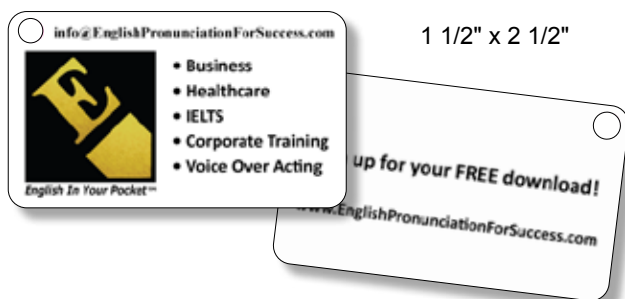 info@EnglishPronunciationForSuccess.com
E
• Business
• Healthcare
• IELTS
• Corporate Training
• Voice Over Acting
English In Your Pocket™
1 1/2" x 2 1/2"
up for your FREE download!
www.EnglishPronunciationForSuccess.com